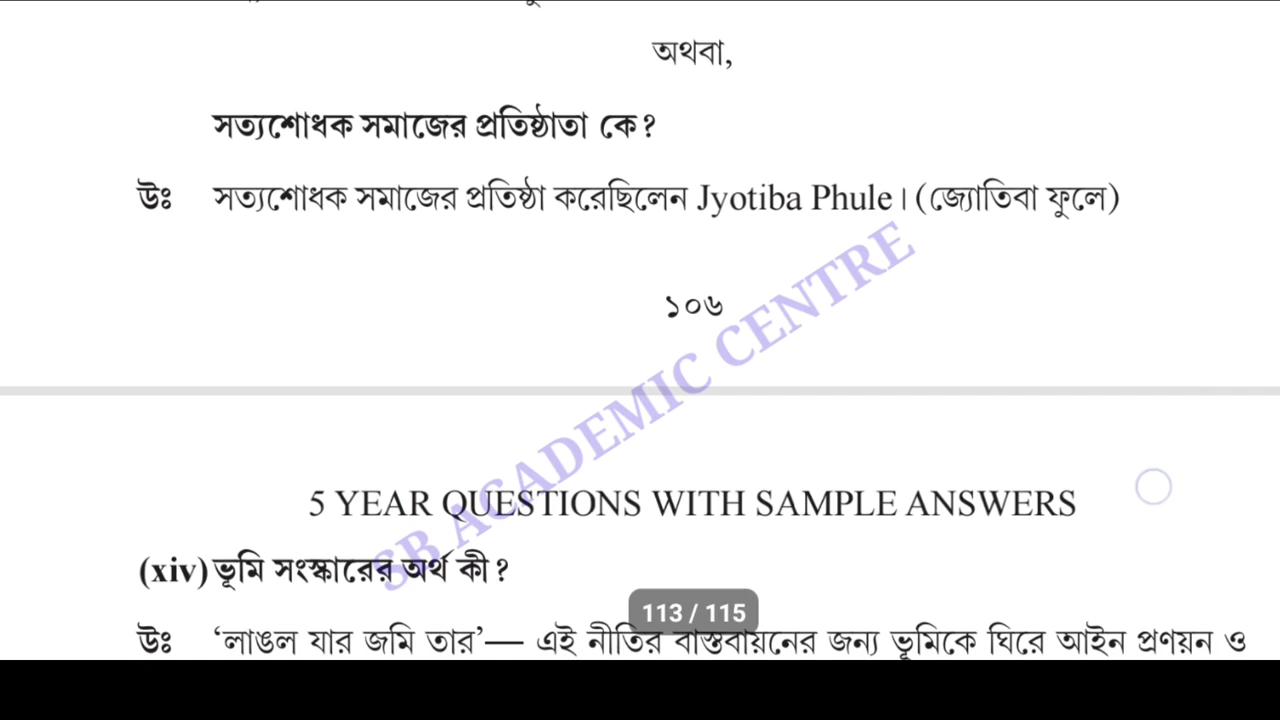 অথবা,
সত্যশোধক সমাজের প্রতিষ্ঠাতা কে?
উঃ সত্যশোধক সমাজের প্রতিষ্ঠা করেছিলেন Jyotiba Phule। (জ্যোতিবা ফুলে)
১০৬
SB ACADEMIC CENTRE
5 YEAR QUESTIONS WITH SAMPLE ANSWERS
(xiv) ভূমি সংস্কারের অর্থ কী?
113 / 115
উঃ ‘লাঙল যার জমি তার’— এই নীতির বাস্তবায়নের জন্য ভূমিকে ঘিরে আইন প্রণয়ন ও